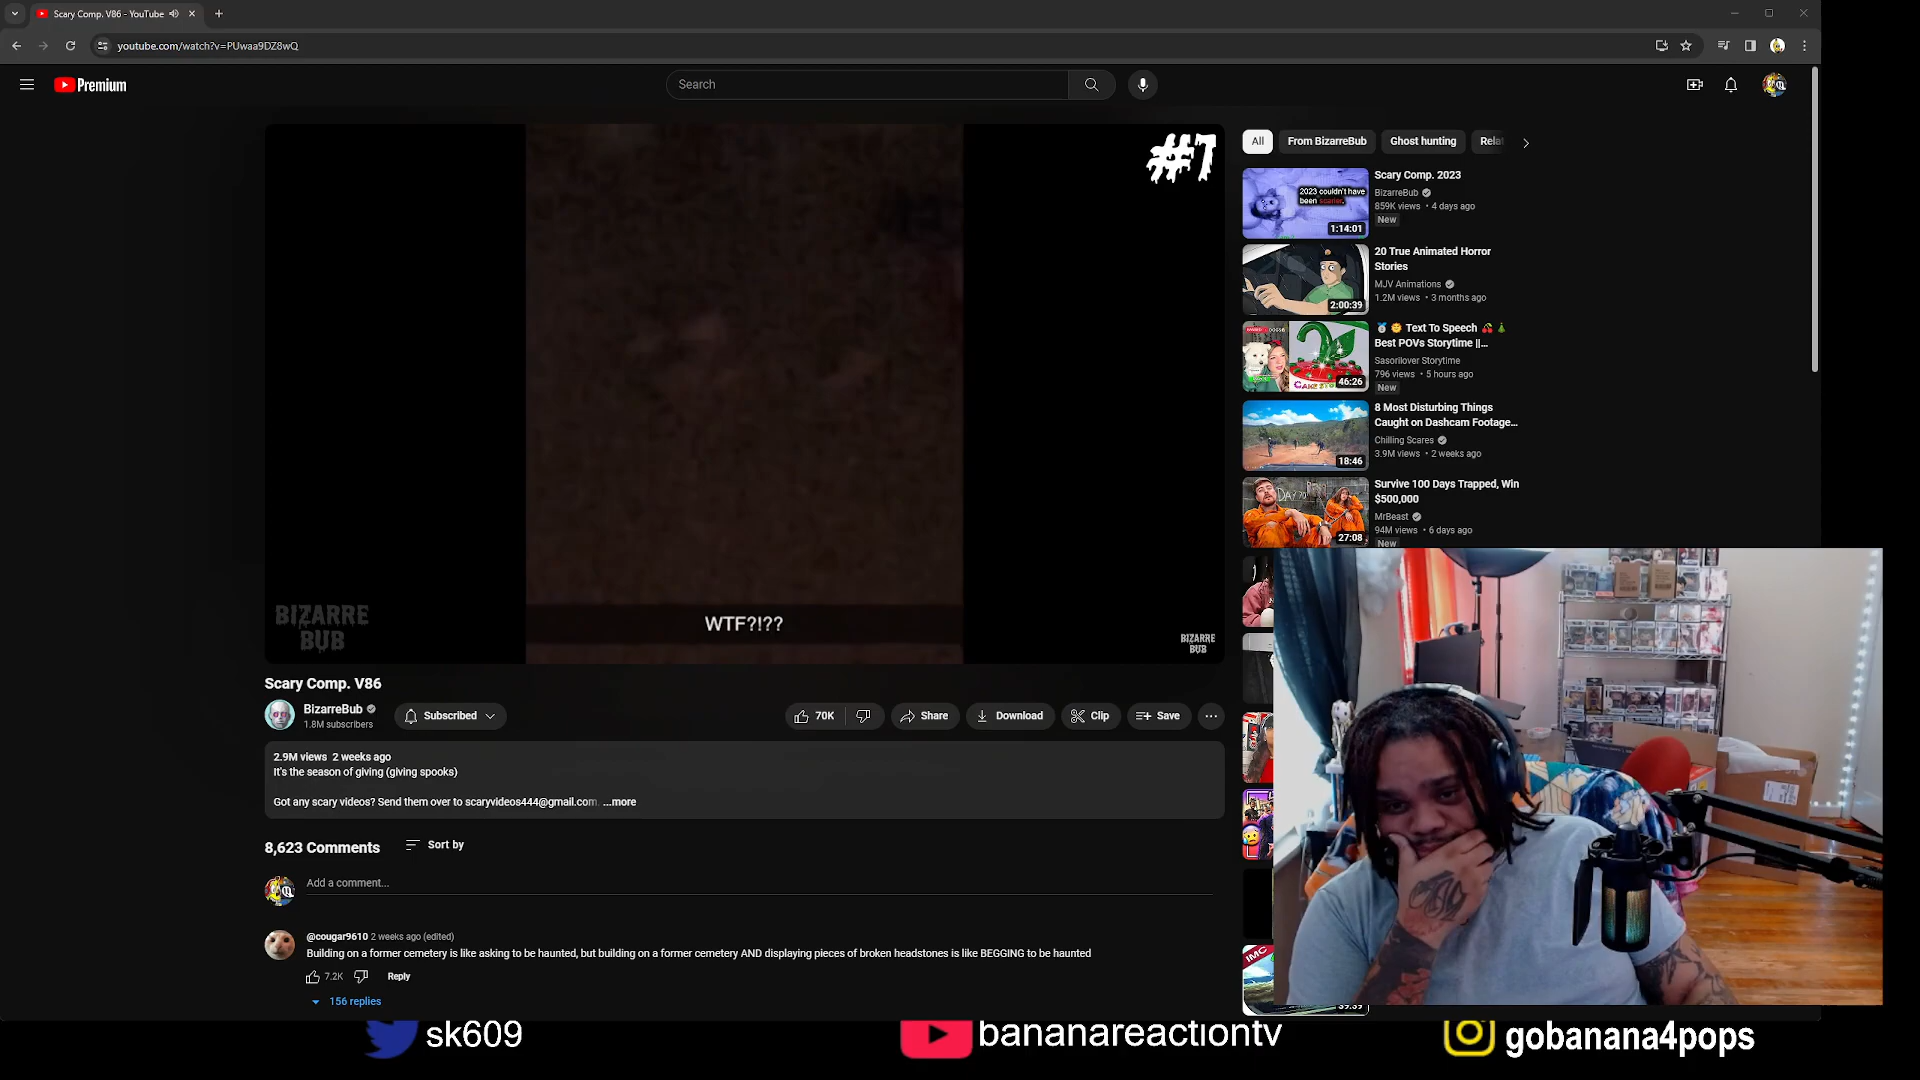 Scary Comp. V86 - YouTube
youtube.com/watch?v=PUwaa9DZ8wQ
Premium
Search
#7
WTF?!??
BIZARRE
BUB
BIZARRE
BUB
All
From BizarreBub
Ghost hunting
Rela
Scary Comp. 2023
BizarreBub
859K views • 4 days ago
New
2023 couldn't have
been scarier.
1:14:01
20 True Animated Horror
Stories
MJV Animations
1.2M views • 3 months ago
2:00:39
Text To Speech
Best POVs Storytime ||...
Sasorilover Storytime
796 views • 5 hours ago
New
46:26
8 Most Disturbing Things
Caught on Dashcam Footage...
Chilling Scares
3.9M views • 2 weeks ago
18:46
Survive 100 Days Trapped, Win
$500,000
MrBeast
94M views • 6 days ago
New
27:08
Scary Comp. V86
BizarreBub
1.8M subscribers
Subscribed
70K
Share
Download
Clip
Save
2.9M views 2 weeks ago
It's the season of giving (giving spooks)
Got any scary videos? Send them over to scaryvideos444@gmail.com. ...more
8,623 Comments
Sort by
Add a comment...
@cougar9610 2 weeks ago (edited)
Building on a former cemetery is like asking to be haunted, but building on a former cemetery AND displaying pieces of broken headstones is like BEGGING to be haunted
7.2K
Reply
156 replies
IMC
39:39
sk609
bananareactiontv
gobanana4pops